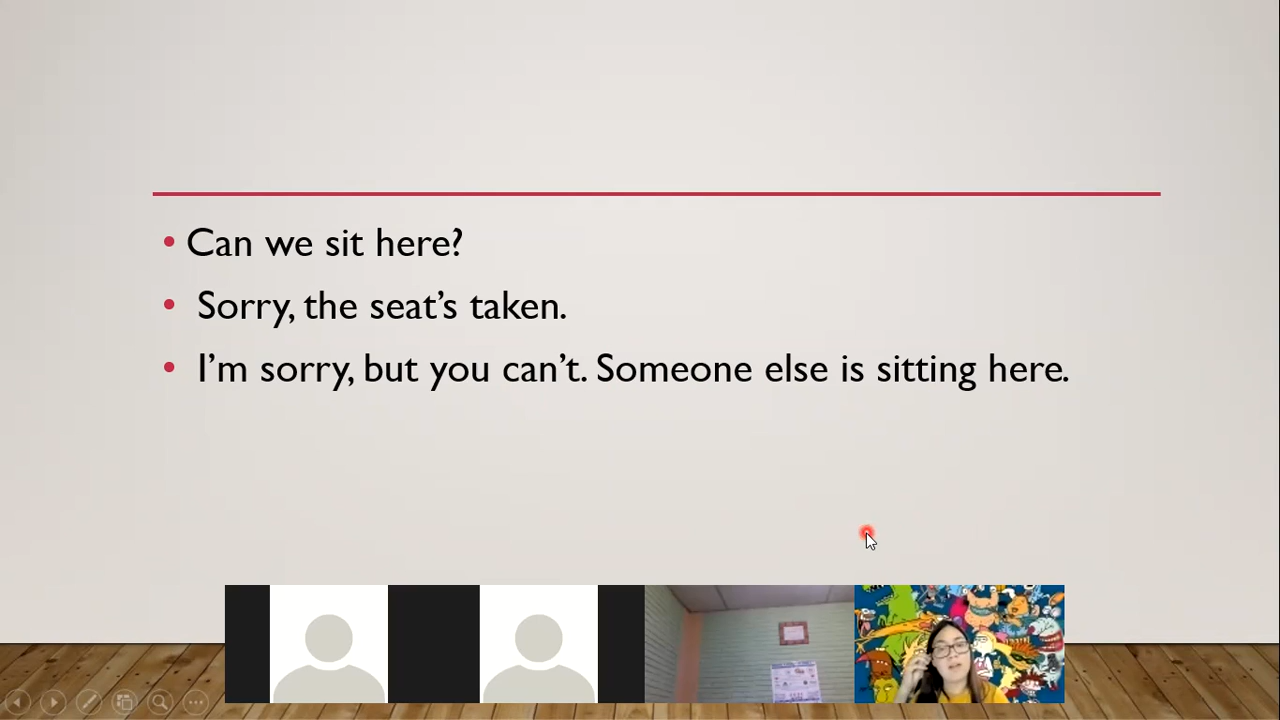 • Can we sit here?
• Sorry, the seat’s taken.
• I’m sorry, but you can’t. Someone else is sitting here.